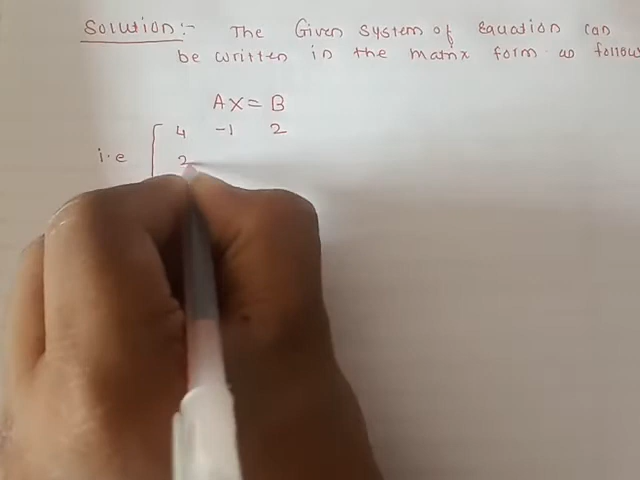 Solution:- The Given system of Equation can
be written in the matrix form as follow
AX = B
i.e [ 4 -1 2
2